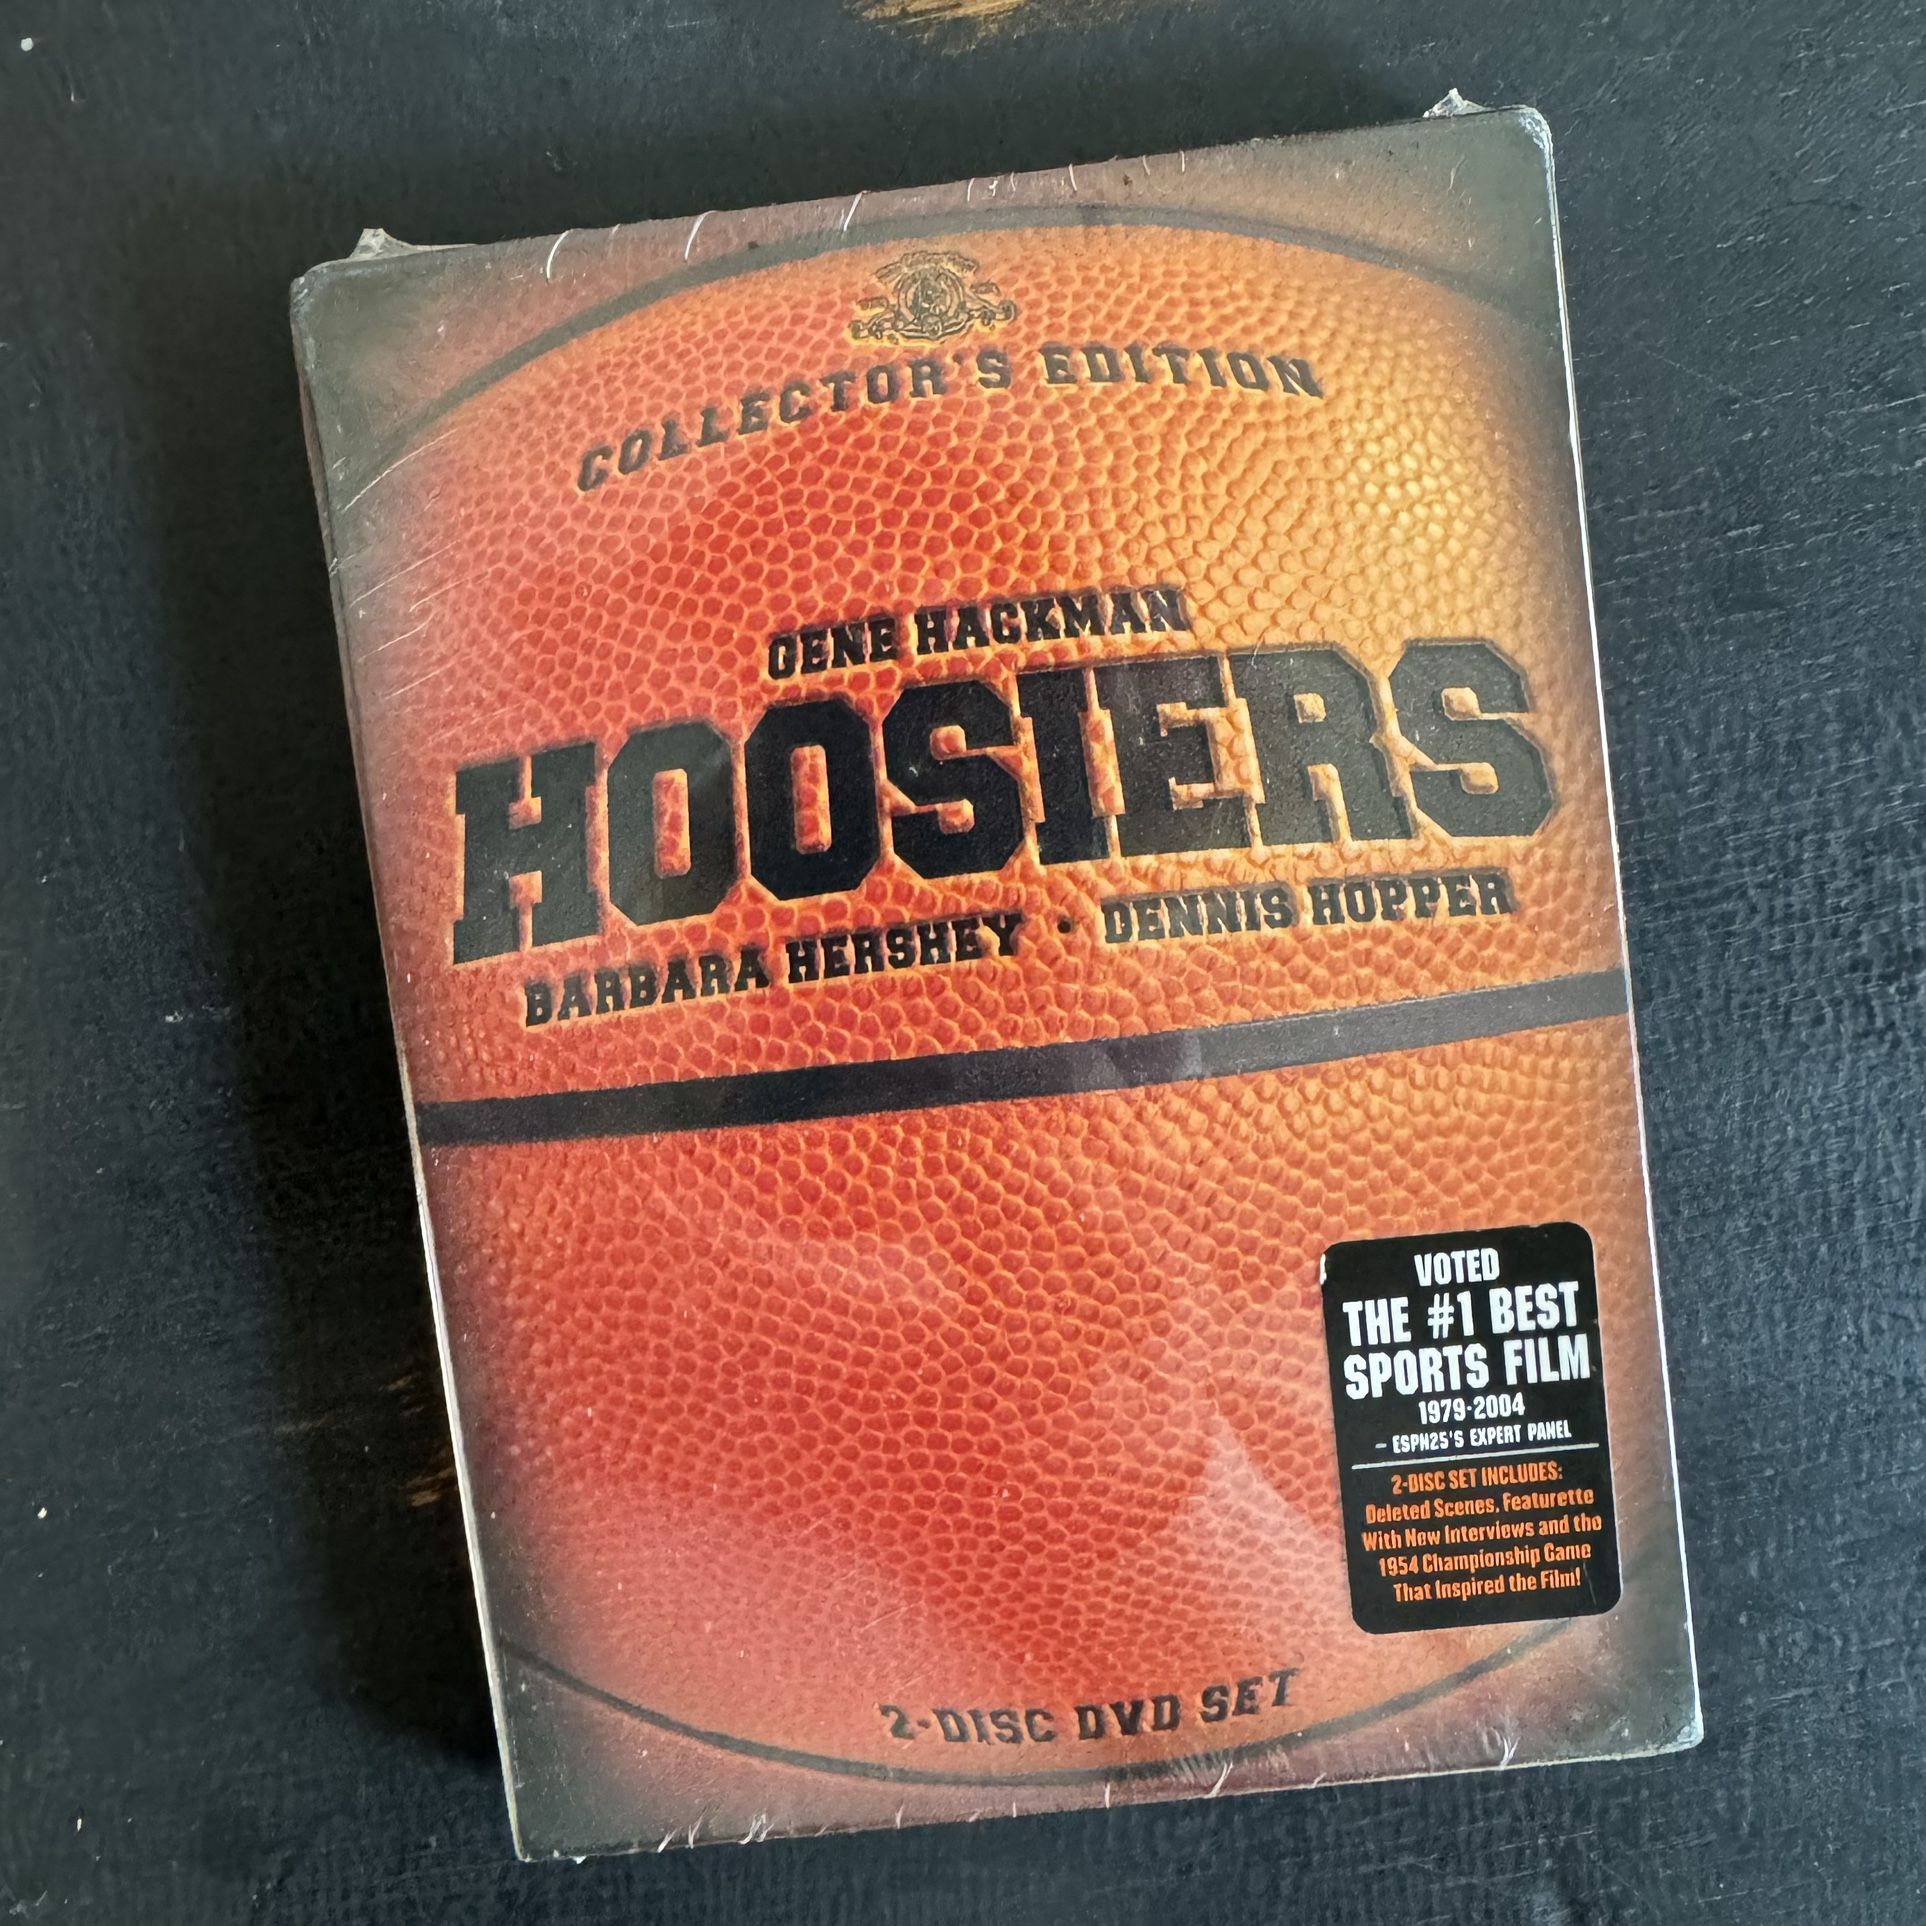 COLLECTOR'S EDITION
GENE HACKMAN
HOOSIERS
BARBARA HERSHEY · DENNIS HOPPER
VOTED
THE #1 BEST
SPORTS FILM
1979-2004
– ESPN25'S EXPERT PANEL
2-DISC SET INCLUDES:
Deleted Scenes, Featurette
With New Interviews and the
1954 Championship Game
That Inspired the Film!
2-DISC DVD SET